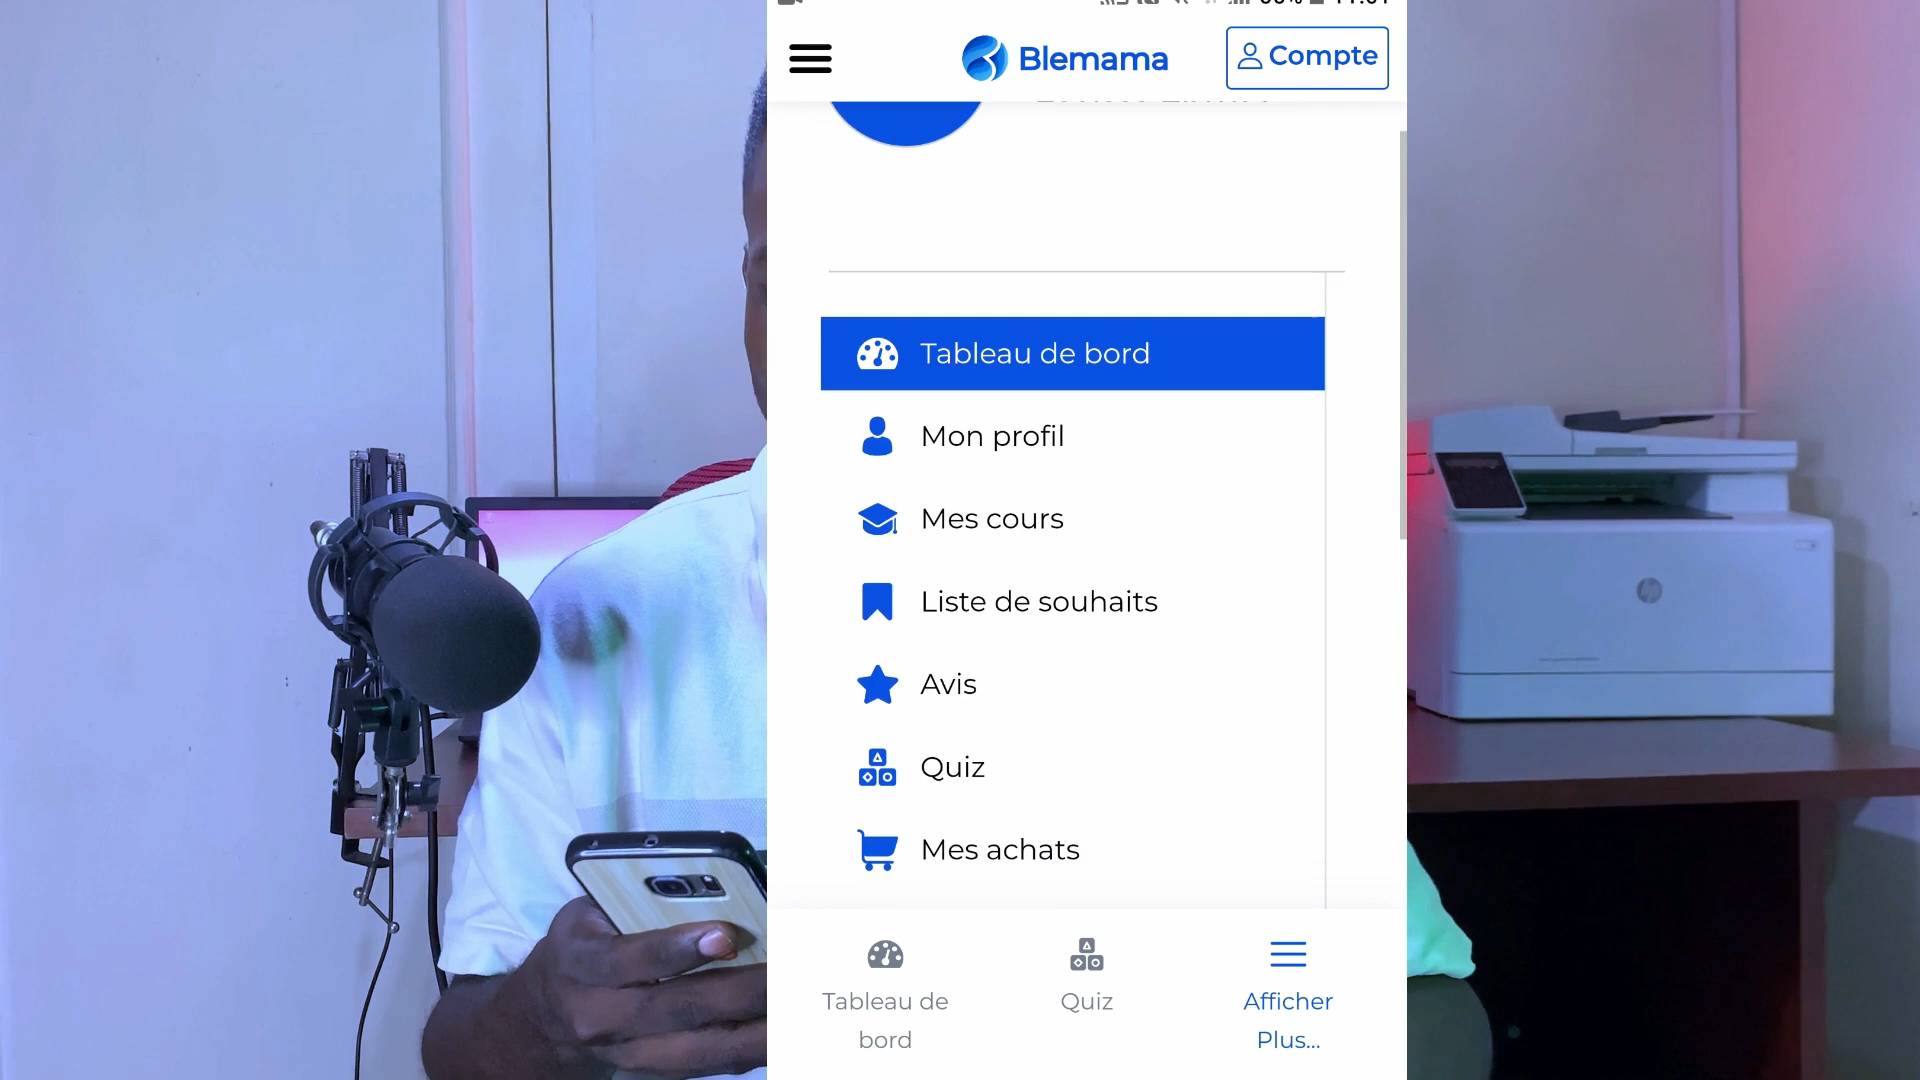 Blemama
Compte
Tableau de bord
Mon profil
Mes cours
Liste de souhaits
Avis
Quiz
Mes achats
Tableau de
bord
Quiz
Afficher
Plus...